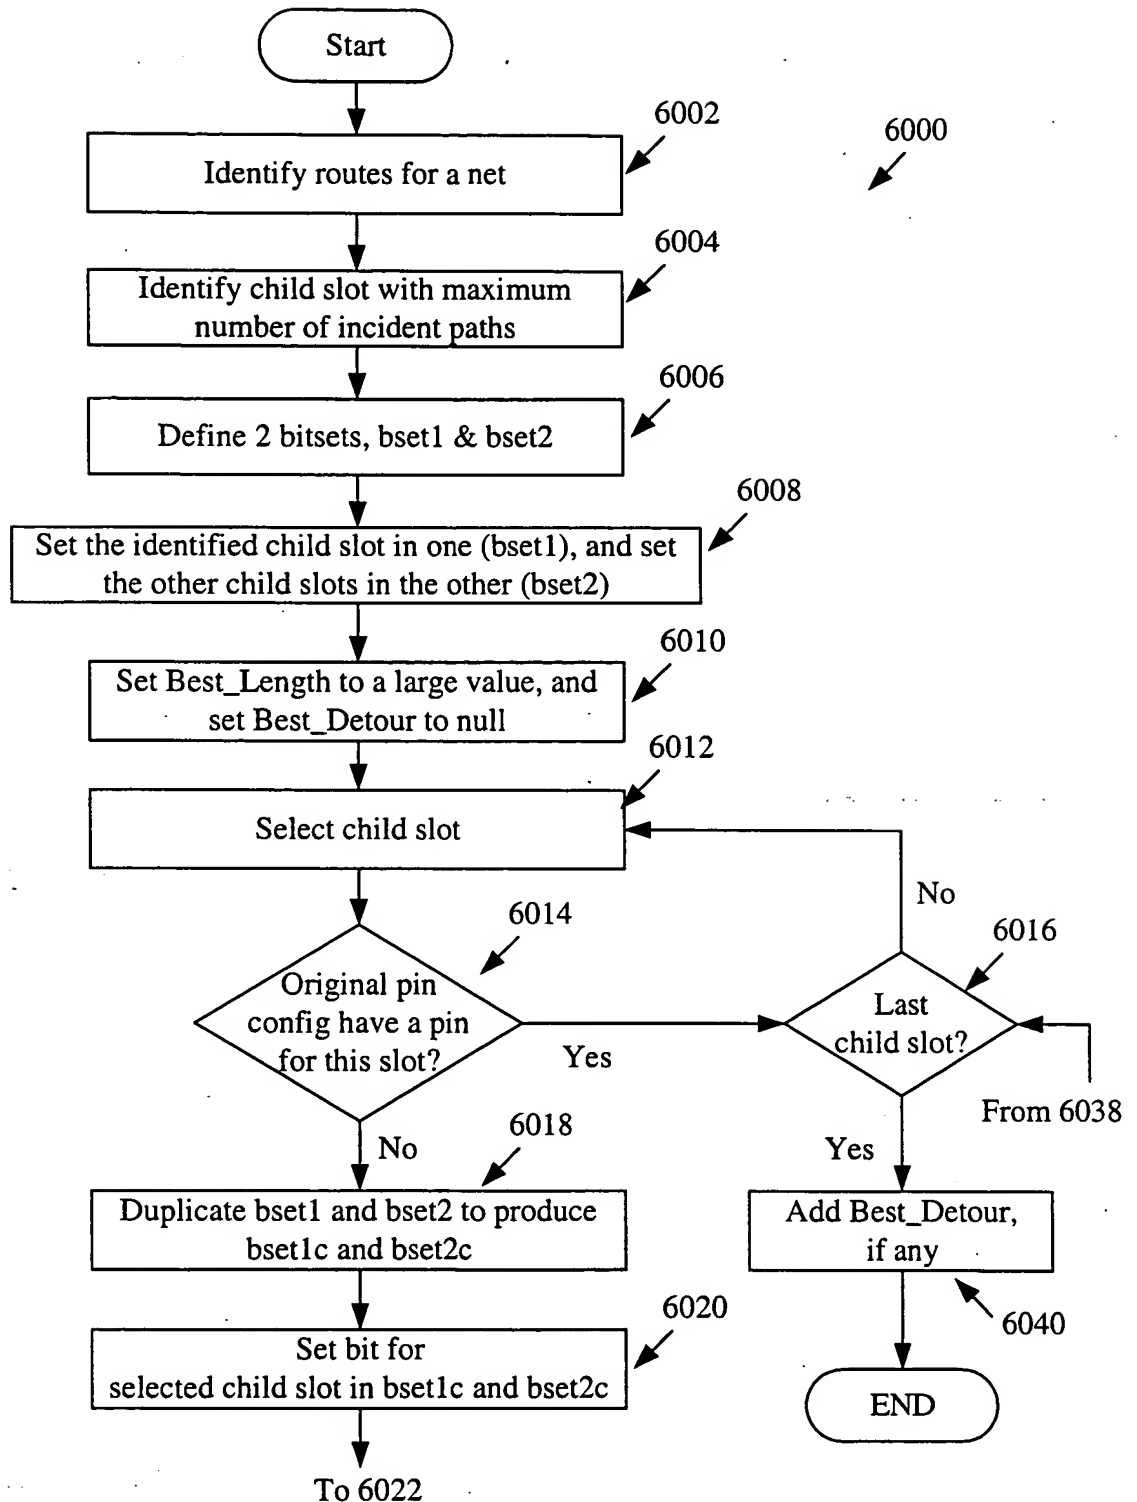 Start
6002
6000
Identify routes for a net
6004
Identify child slot with maximum
number of incident paths
6006
Define 2 bitsets, bset1 & bset2
6008
Set the identified child slot in one (bset1), and set
the other child slots in the other (bset2)
6010
Set Best_Length to a large value, and
set Best_Detour to null
6012
Select child slot
No
6014
6016
Original pin
config have a pin
for this slot?
Yes
Last
child slot?
From 6038
No
6018
Yes
Duplicate bset1 and bset2 to produce
bset1c and bset2c
Add Best_Detour,
if any
6020
6040
Set bit for
selected child slot in bset1c and bset2c
END
To 6022